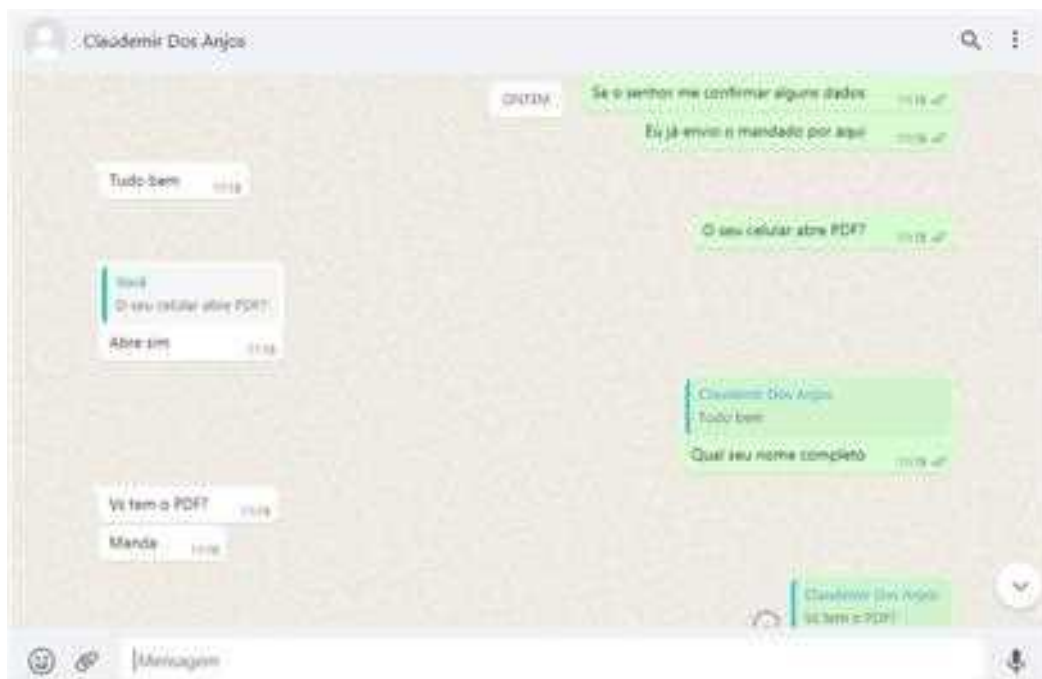 Claudemir Dos Anjos
ONTEM
Se o senhor me confirmar alguns dados
Eu já envio o mandado por aqui
Tudo bem
O seu celular abre PDF?
Você
O seu celular abre PDF?
Abre sim
Claudemir Dos Anjos
Tudo bem
Qual seu nome completo
Vc tem o PDF?
Manda
Claudemir Dos Anjos
Vc tem o PDF?
Mensagem